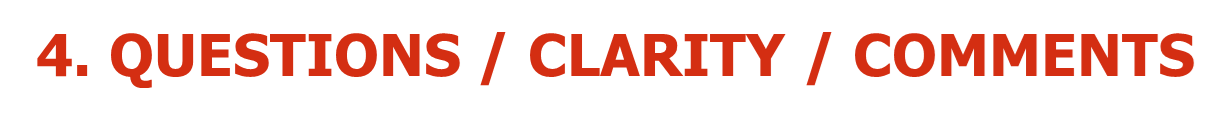 4. QUESTIONS / CLARITY / COMMENTS